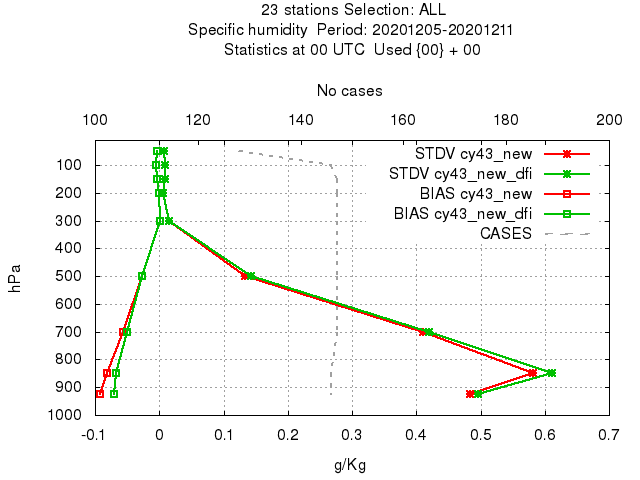 23 stations Selection: ALL
Specific humidity  Period: 20201205-20201211
Statistics at 00 UTC  Used {00} + 00
No cases
100 120 140 160 180 200
STDV cy43_new
STDV cy43_new_dfi
BIAS cy43_new
BIAS cy43_new_dfi
CASES
100
200
300
400
500
600
700
800
900
1000
hPa
-0.1 0 0.1 0.2 0.3 0.4 0.5 0.6 0.7
g/Kg